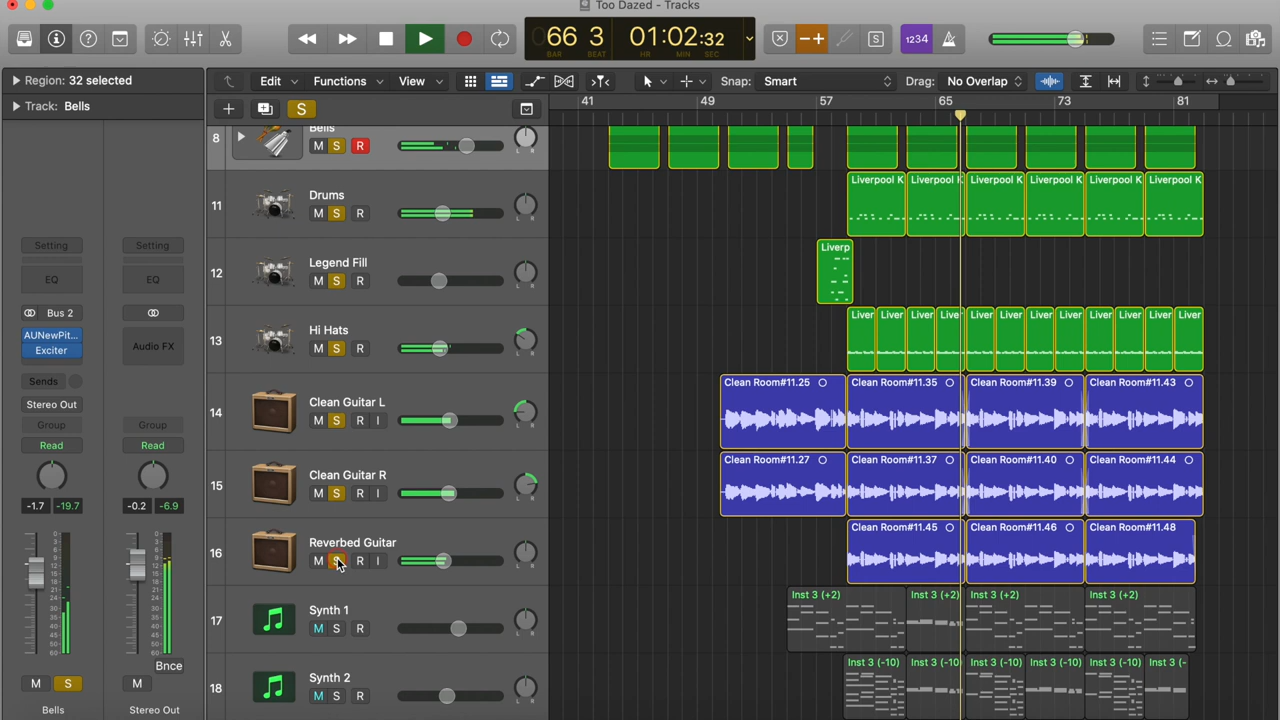 Too Dazed - Tracks
66 3 01:02:32
BAR BEAT HR MIN SEC
1234
Region: 32 selected
Edit Functions View Snap: Smart Drag: No Overlap
Track: Bells
S
41 49 57 65 73 81
8 Bells
M S R
L R
Liverpool K Liverpool K Liverpool K Liverpool K Liverpool K Liverpool K
11 Drums
M S R
L R
Setting Setting
Liverp
12 Legend Fill
M S R
L R
EQ EQ
Bus 2
Liver Liver Liver Live Liver Liver Liver Liver Liver Liver Liver Liver
13 Hi Hats
M S R
L R
AUNewPit...
Exciter
Audio FX
Sends
Clean Room#11.25 Clean Room#11.35 Clean Room#11.39 Clean Room#11.43
14 Clean Guitar L
M S R I
L R
Stereo Out
Group Group
Read Read
Clean Room#11.27 Clean Room#11.37 Clean Room#11.40 Clean Room#11.44
15 Clean Guitar R
M S R I
L R
-1.7 -19.7 -0.2 -6.9
Clean Room#11.45 Clean Room#11.46 Clean Room#11.48
16 Reverbed Guitar
M S R I
L R
Inst 3 (+2) Inst 3 (+2) Inst 3 (+2) Inst 3 (+2)
17 Synth 1
M S R
L R
Bnce
Inst 3 (-10) Inst 3 (-10) Inst 3 (-10) Inst 3 (-10) Inst 3 (-10) Inst 3 (-
18 Synth 2
M S R
L R
M S M
Bells Stereo Out